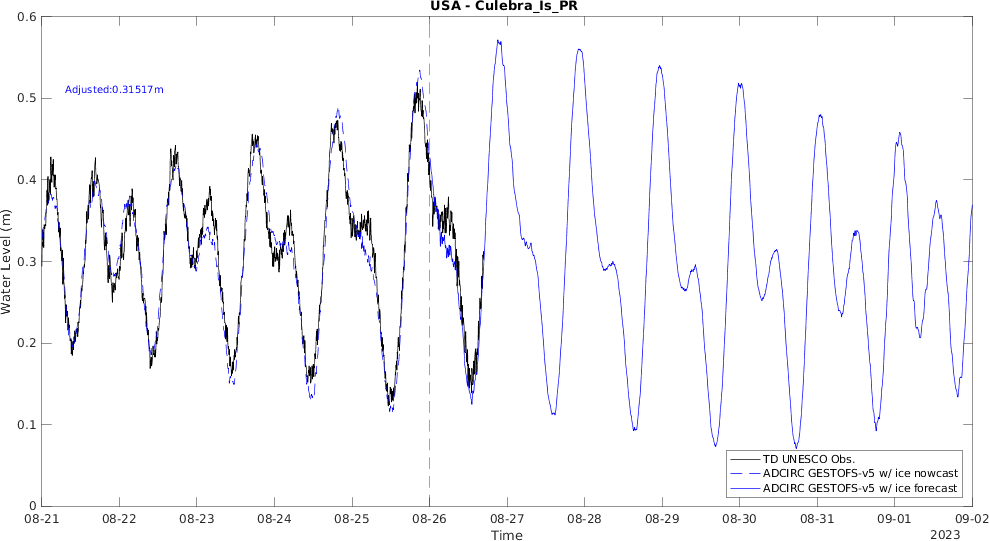 USA - Culebra_Is_PR
0.6
0.5
0.4
0.3
0.2
0.1
0
Water Level (m)
Adjusted:0.31517m
TD UNESCO Obs.
ADCIRC GESTOFS-v5 w/ ice nowcast
ADCIRC GESTOFS-v5 w/ ice forecast
08-21 08-22 08-23 08-24 08-25 08-26 08-27 08-28 08-29 08-30 08-31 09-01 09-02
Time
2023